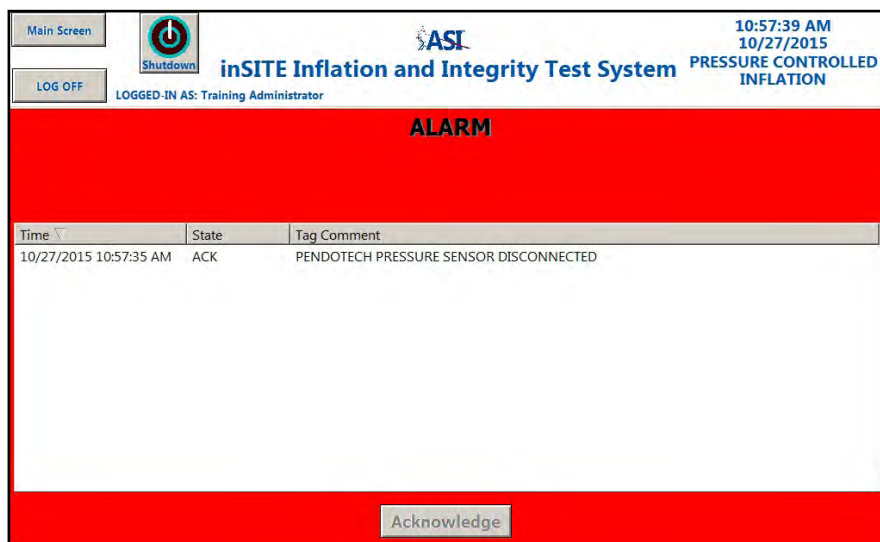 Main Screen
LOG OFF
Shutdown
LOGGED-IN AS: Training Administrator
ASI
inSITE Inflation and Integrity Test System
10:57:39 AM
10/27/2015
PRESSURE CONTROLLED
INFLATION
ALARM
Time State Tag Comment
10/27/2015 10:57:35 AM ACK PENDOTECH PRESSURE SENSOR DISCONNECTED
Acknowledge